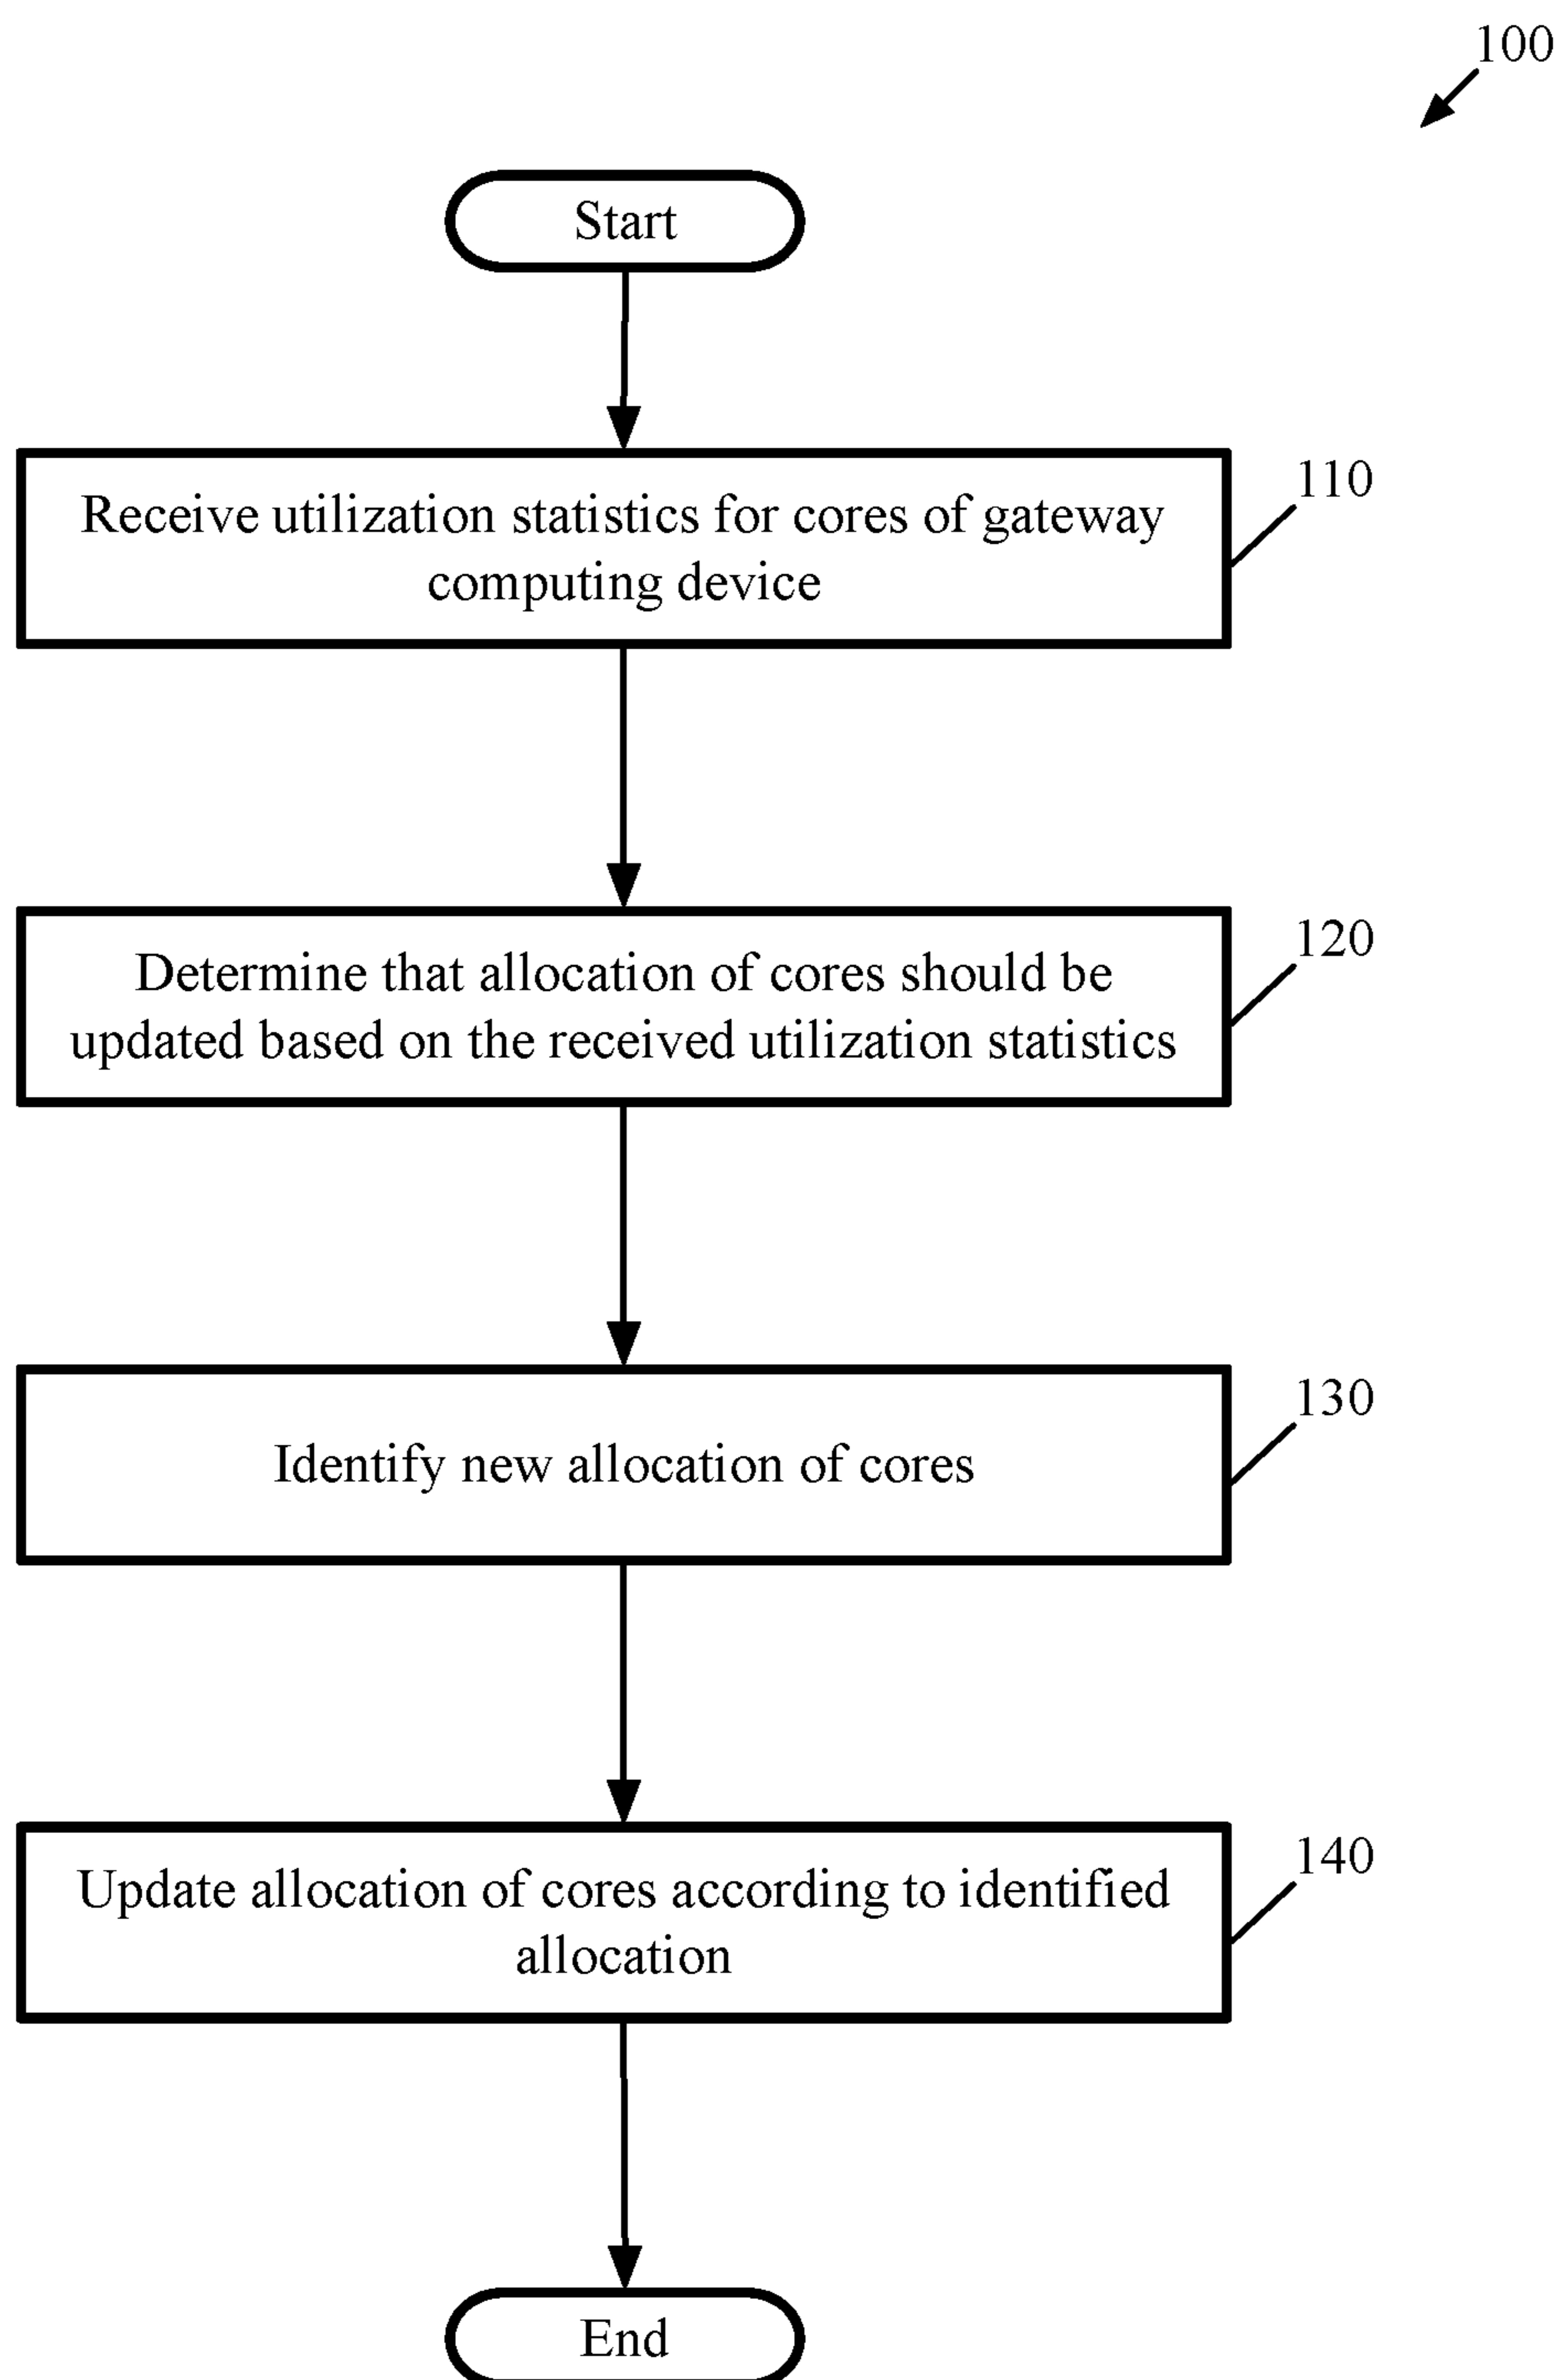 100
Start
Receive utilization statistics for cores of gateway
computing device
110
Determine that allocation of cores should be
updated based on the received utilization statistics
120
Identify new allocation of cores
130
Update allocation of cores according to identified
allocation
140
End